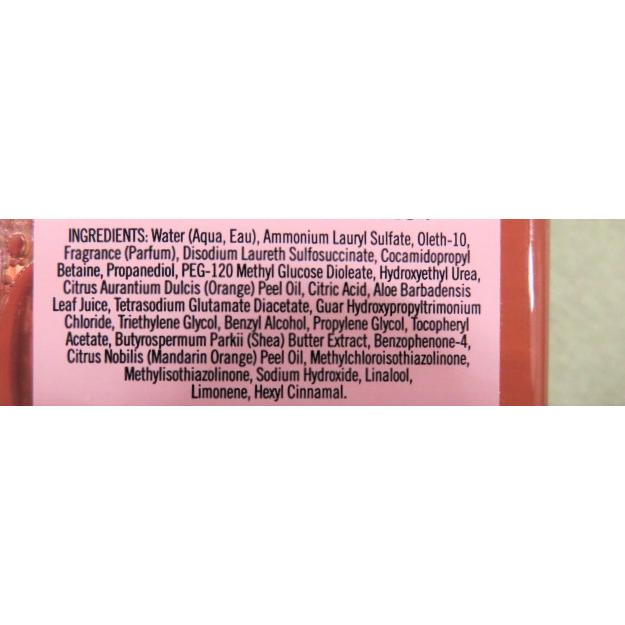 INGREDIENTS: Water (Aqua, Eau), Ammonium Lauryl Sulfate, Oleth-10,
Fragrance (Parfum), Disodium Laureth Sulfosuccinate, Cocamidopropyl
Betaine, Propanediol, PEG-120 Methyl Glucose Dioleate, Hydroxyethyl Urea,
Citrus Aurantium Dulcis (Orange) Peel Oil, Citric Acid, Aloe Barbadensis
Leaf Juice, Tetrasodium Glutamate Diacetate, Guar Hydroxypropyltrimonium
Chloride, Triethylene Glycol, Benzyl Alcohol, Propylene Glycol, Tocopheryl
Acetate, Butyrospermum Parkii (Shea) Butter Extract, Benzophenone-4,
Citrus Nobilis (Mandarin Orange) Peel Oil, Methylchloroisothiazolinone,
Methylisothiazolinone, Sodium Hydroxide, Linalool,
Limonene, Hexyl Cinnamal.